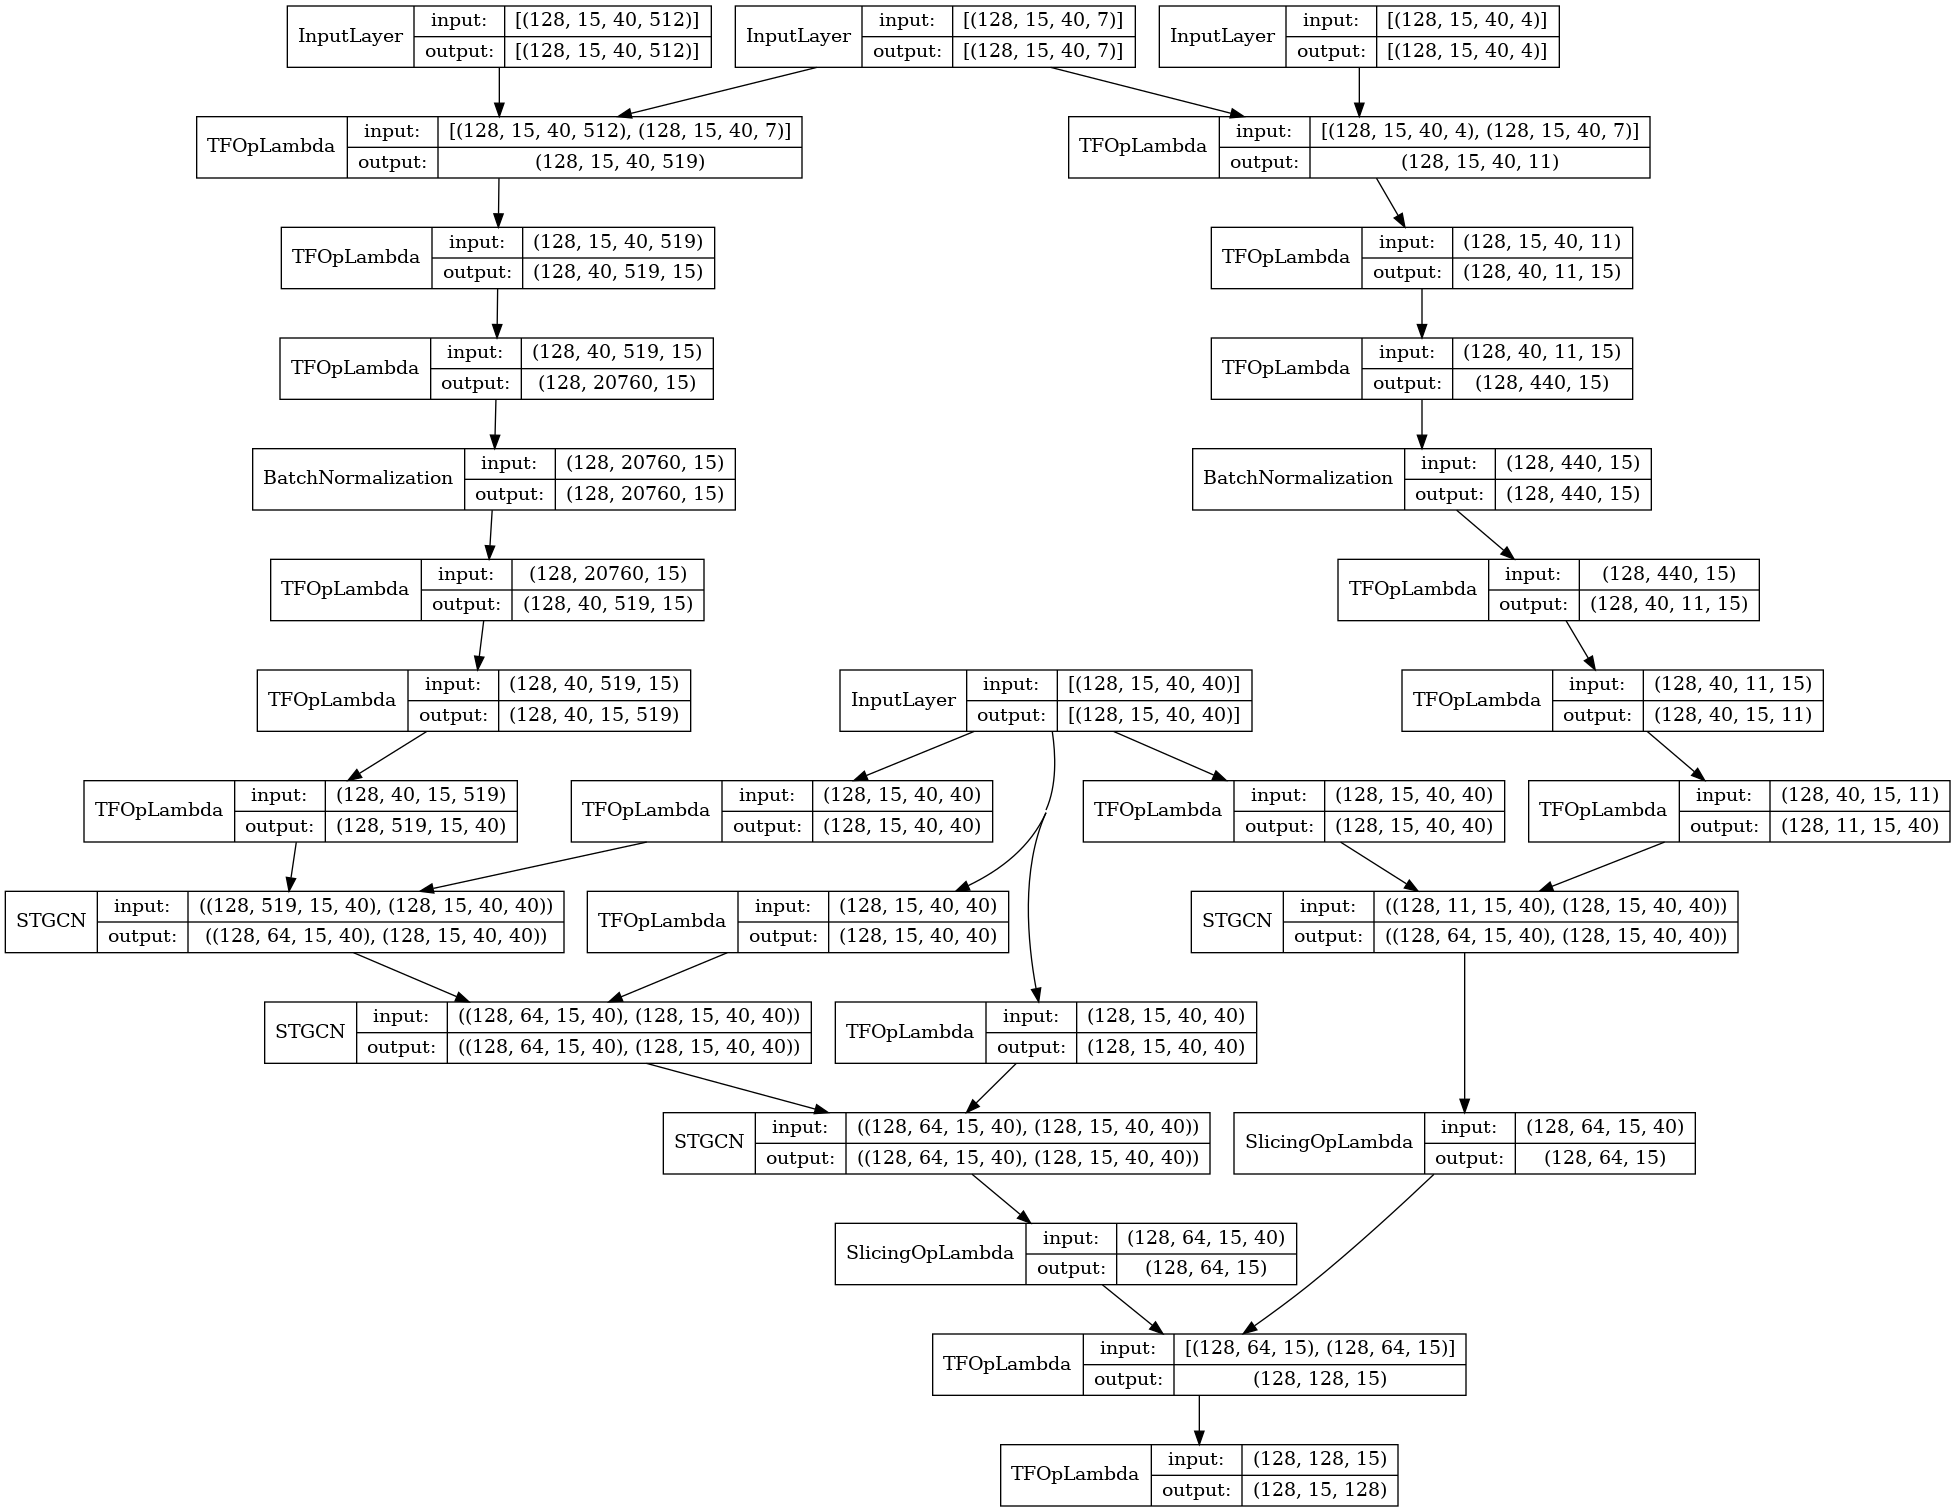 InputLayer input: [(128, 15, 40, 512)]
output: [(128, 15, 40, 512)]
InputLayer input: [(128, 15, 40, 7)]
output: [(128, 15, 40, 7)]
InputLayer input: [(128, 15, 40, 4)]
output: [(128, 15, 40, 4)]
TFOpLambda input: [(128, 15, 40, 512), (128, 15, 40, 7)]
output: (128, 15, 40, 519)
TFOpLambda input: [(128, 15, 40, 4), (128, 15, 40, 7)]
output: (128, 15, 40, 11)
TFOpLambda input: (128, 15, 40, 519)
output: (128, 40, 519, 15)
TFOpLambda input: (128, 15, 40, 11)
output: (128, 40, 11, 15)
TFOpLambda input: (128, 40, 519, 15)
output: (128, 20760, 15)
TFOpLambda input: (128, 40, 11, 15)
output: (128, 440, 15)
BatchNormalization input: (128, 20760, 15)
output: (128, 20760, 15)
BatchNormalization input: (128, 440, 15)
output: (128, 440, 15)
TFOpLambda input: (128, 20760, 15)
output: (128, 40, 519, 15)
TFOpLambda input: (128, 440, 15)
output: (128, 40, 11, 15)
TFOpLambda input: (128, 40, 519, 15)
output: (128, 40, 15, 519)
InputLayer input: [(128, 15, 40, 40)]
output: [(128, 15, 40, 40)]
TFOpLambda input: (128, 40, 11, 15)
output: (128, 40, 15, 11)
TFOpLambda input: (128, 40, 15, 519)
output: (128, 519, 15, 40)
TFOpLambda input: (128, 15, 40, 40)
output: (128, 15, 40, 40)
TFOpLambda input: (128, 15, 40, 40)
output: (128, 15, 40, 40)
TFOpLambda input: (128, 40, 15, 11)
output: (128, 11, 15, 40)
STGCN input: ((128, 519, 15, 40), (128, 15, 40, 40))
output: ((128, 64, 15, 40), (128, 15, 40, 40))
TFOpLambda input: (128, 15, 40, 40)
output: (128, 15, 40, 40)
STGCN input: ((128, 11, 15, 40), (128, 15, 40, 40))
output: ((128, 64, 15, 40), (128, 15, 40, 40))
STGCN input: ((128, 64, 15, 40), (128, 15, 40, 40))
output: ((128, 64, 15, 40), (128, 15, 40, 40))
TFOpLambda input: (128, 15, 40, 40)
output: (128, 15, 40, 40)
STGCN input: ((128, 64, 15, 40), (128, 15, 40, 40))
output: ((128, 64, 15, 40), (128, 15, 40, 40))
SlicingOpLambda input: (128, 64, 15, 40)
output: (128, 64, 15)
SlicingOpLambda input: (128, 64, 15, 40)
output: (128, 64, 15)
TFOpLambda input: [(128, 64, 15), (128, 64, 15)]
output: (128, 128, 15)
TFOpLambda input: (128, 128, 15)
output: (128, 15, 128)